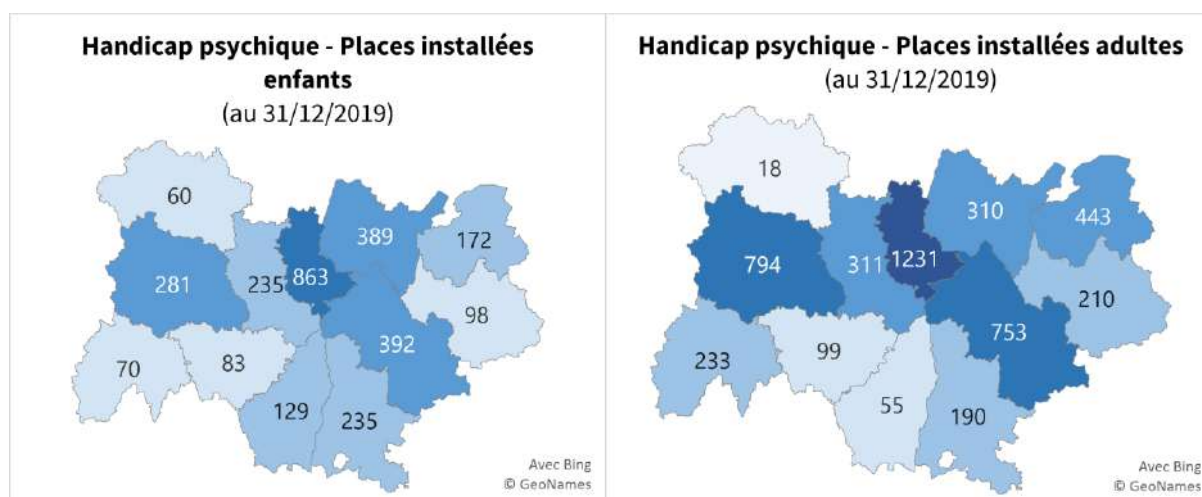 Handicap psychique - Places installées
enfants
(au 31/12/2019)
60
389
172
863
281
235
98
392
70
83
129
235
Avec Bing
© GeoNames
Handicap psychique - Places installées adultes
(au 31/12/2019)
18
310
443
1231
794
311
210
753
233
99
55
190
Avec Bing
© GeoNames